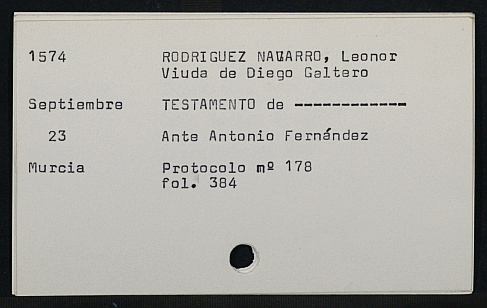 1574 RODRIGUEZ NAVARRO, Leonor
Viuda de Diego Galtero
Septiembre TESTAMENTO de ------------
23 Ante Antonio Fernández
Murcia Protocolo mº 178
fol. 384